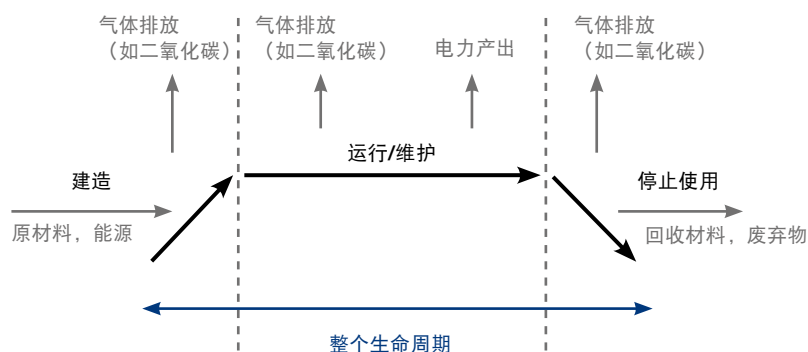 气体排放
（如二氧化碳）
气体排放
（如二氧化碳）
电力产出
气体排放
（如二氧化碳）
运行/维护
建造
停止使用
原材料，能源
回收材料，废弃物
整个生命周期